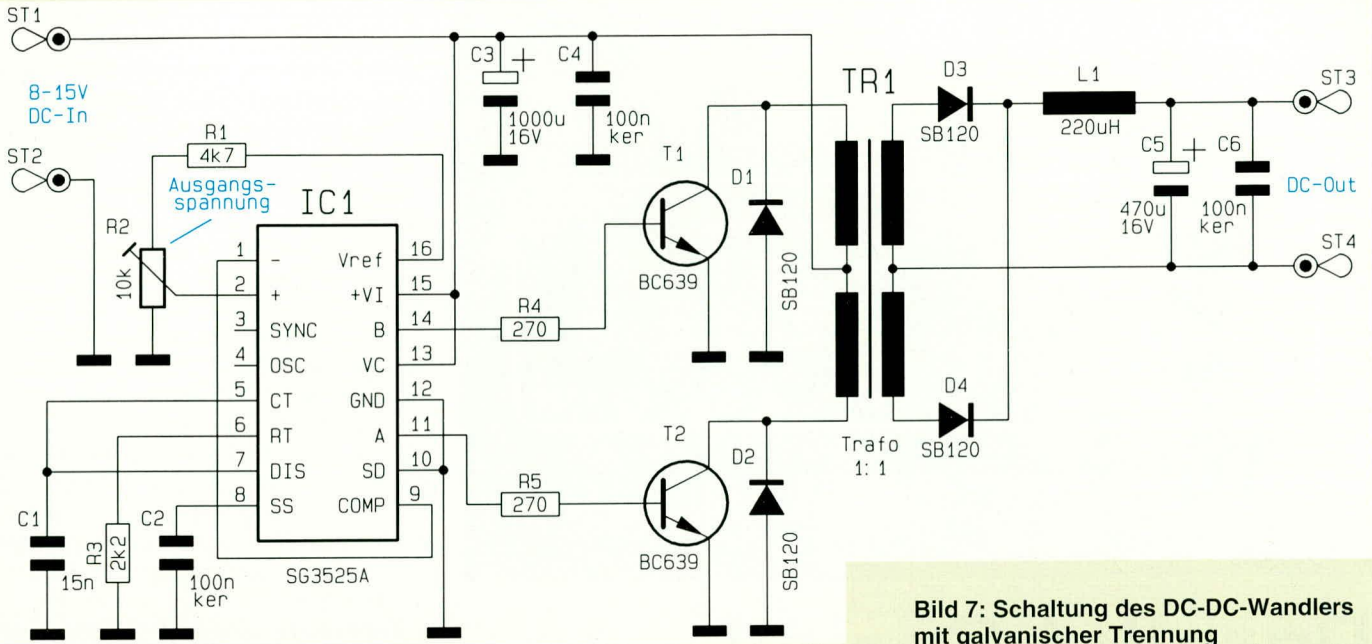 ST1
8-15V
DC-In
ST2
R1
4k7
Ausgangs-
spannung
R2
10k
IC1
1 - Vref 16
2 + +VI 15
3 SYNC B 14
4 OSC VC 13
5 CT GND 12
6 RT A 11
7 DIS SD 10
8 SS COMP 9
SG3525A
C1
15n
R3
2k2
C2
100n
ker
C3
+
1000u
16V
C4
100n
ker
R4
270
R5
270
T1
BC639
T2
BC639
D1
SB120
D2
SB120
TR1
Trafo
1:1
D3
SB120
D4
SB120
L1
220uH
C5
+
470u
16V
C6
100n
ker
ST3
DC-Out
ST4
Bild 7: Schaltung des DC-DC-Wandlers
mit galvanischer Trennung